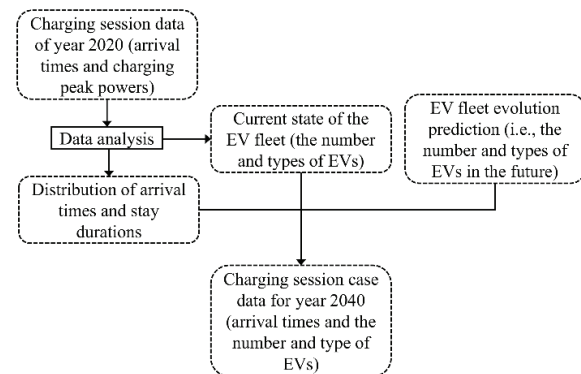 Charging session data
of year 2020 (arrival
times and charging
peak powers)
Data analysis
Current state of the
EV fleet (the number
and types of EVs)
EV fleet evolution
prediction (i.e., the
number and types of
EVs in the future)
Distribution of arrival
times and stay
durations
Charging session case
data for year 2040
(arrival times and the
number and type of
EVs)